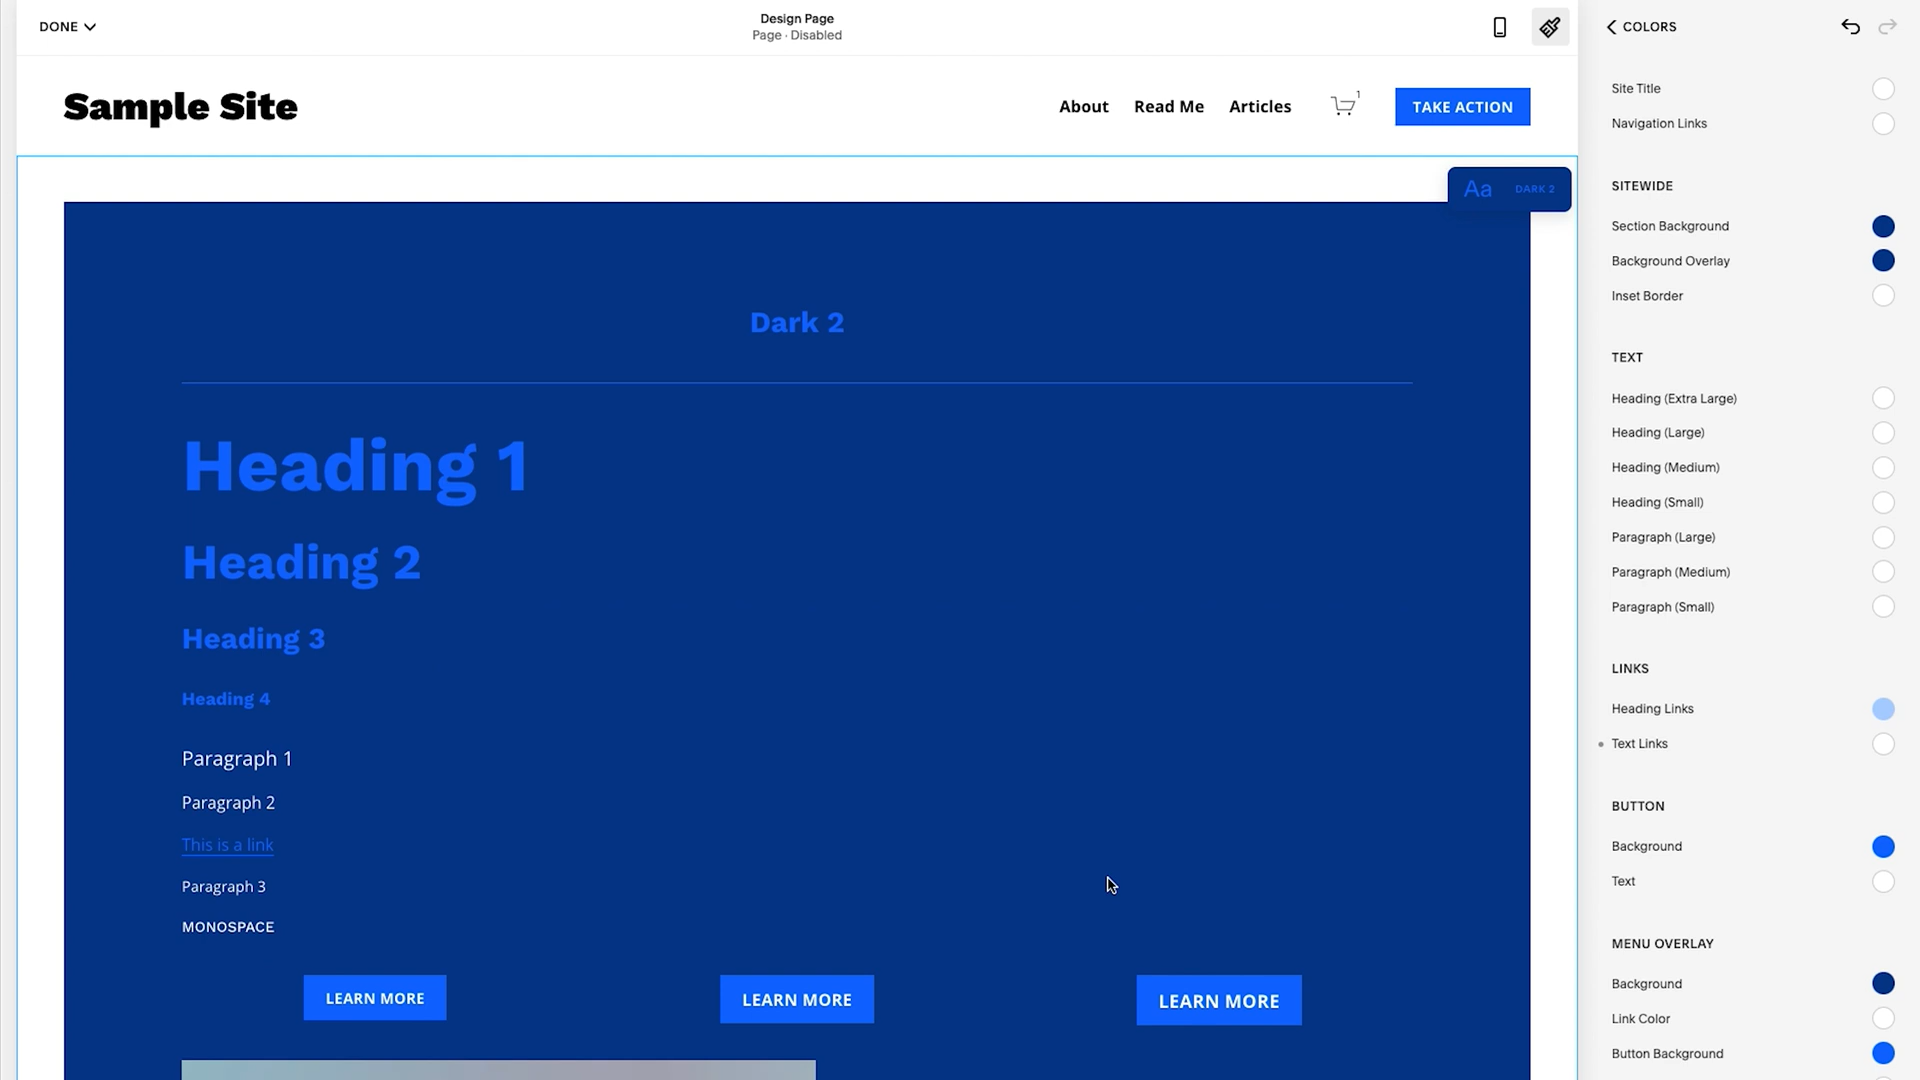 DONE
Design Page
Page · Disabled
COLORS
Sample Site
About
Read Me
Articles
1
TAKE ACTION
Aa
DARK 2
Dark 2
Heading 1
Heading 2
Heading 3
Heading 4
Paragraph 1
Paragraph 2
This is a link
Paragraph 3
MONOSPACE
LEARN MORE
LEARN MORE
LEARN MORE
Site Title
Navigation Links
SITEWIDE
Section Background
Background Overlay
Inset Border
TEXT
Heading (Extra Large)
Heading (Large)
Heading (Medium)
Heading (Small)
Paragraph (Large)
Paragraph (Medium)
Paragraph (Small)
LINKS
Heading Links
Text Links
BUTTON
Background
Text
MENU OVERLAY
Background
Link Color
Button Background